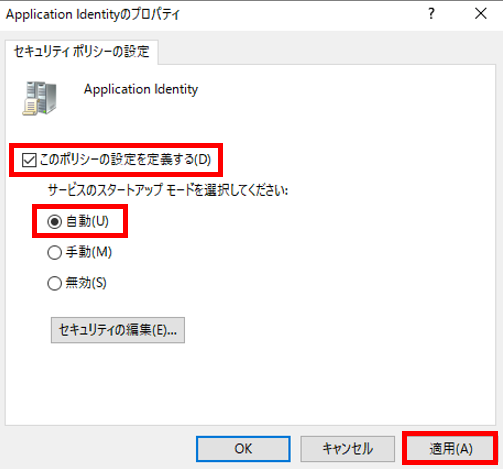 Application Identityのプロパティ
セキュリティ ポリシーの設定
Application Identity
このポリシーの設定を定義する(D)
サービスのスタートアップ モードを選択してください:
自動(U)
手動(M)
無効(S)
セキュリティの編集(E)...
OK
キャンセル
適用(A)